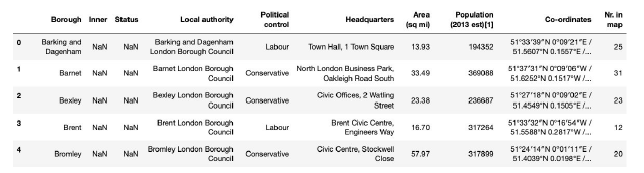 Borough Inner Status Local authority Political control Headquarters Area (sq mi) Population (2013 est)[1] Co-ordinates Nr. in map
0 Barking and Dagenham NaN NaN Barking and Dagenham London Borough Council Labour Town Hall, 1 Town Square 13.93 194352 51°33′39″N 0°09′21″E / 51.5607°N 0.1557°E /... 25
1 Barnet NaN NaN Barnet London Borough Council Conservative North London Business Park, Oakleigh Road South 33.49 369088 51°37′31″N 0°09′06″W / 51.6252°N 0.1517°W /... 31
2 Bexley NaN NaN Bexley London Borough Council Conservative Civic Offices, 2 Watling Street 23.38 236687 51°27′18″N 0°09′02″E / 51.4549°N 0.1505°E /... 23
3 Brent NaN NaN Brent London Borough Council Labour Brent Civic Centre, Engineers Way 16.70 317264 51°33′32″N 0°16′54″W / 51.5588°N 0.2817°W /... 12
4 Bromley NaN NaN Bromley London Borough Council Conservative Civic Centre, Stockwell Close 57.97 317899 51°24′14″N 0°01′11″E / 51.4039°N 0.0198°E /... 20